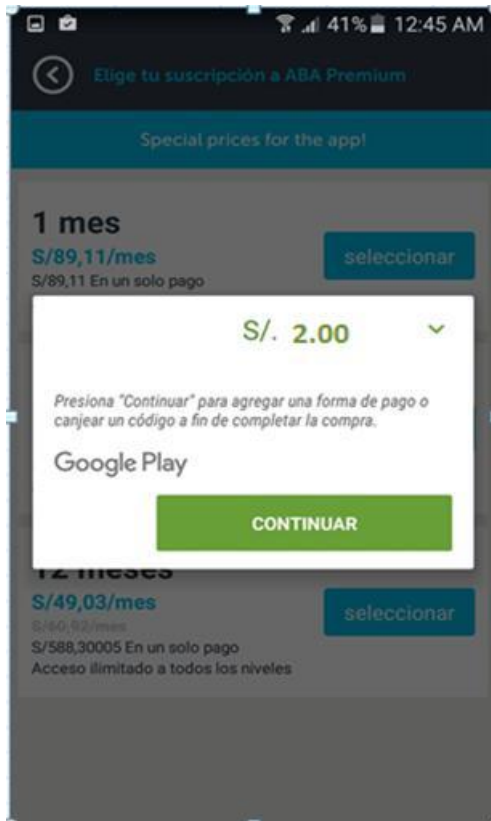 41% 12:45 AM
Elige tu suscripción a ABA Premium
Special prices for the app!
1 mes
S/89,11/mes
seleccionar
S/89,11 En un solo pago
S/. 2.00
Presiona "Continuar" para agregar una forma de pago o
canjear un código a fin de completar la compra.
Google Play
CONTINUAR
12 meses
S/49,03/mes
seleccionar
S/60,92/mes
S/588,30005 En un solo pago
Acceso ilimitado a todos los niveles